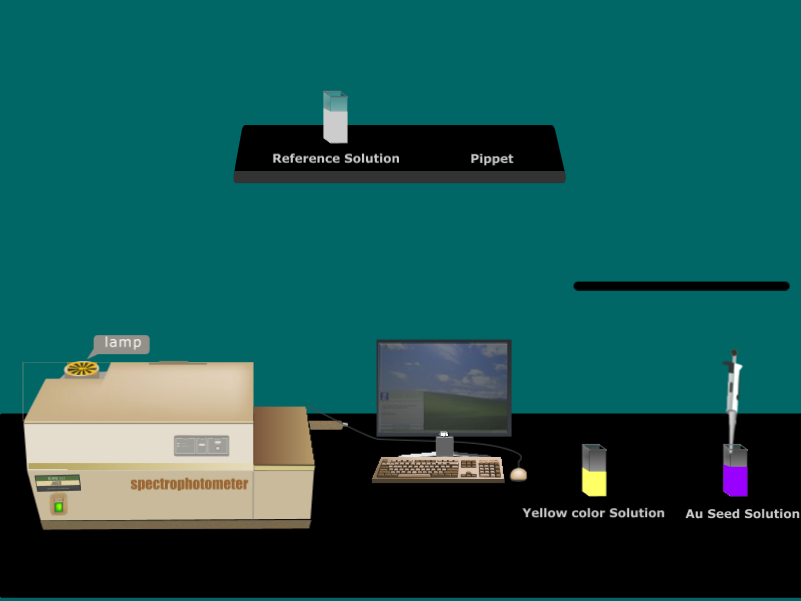 Reference Solution
Pippet
lamp
spectrophotometer
Yellow color Solution
Au Seed Solution